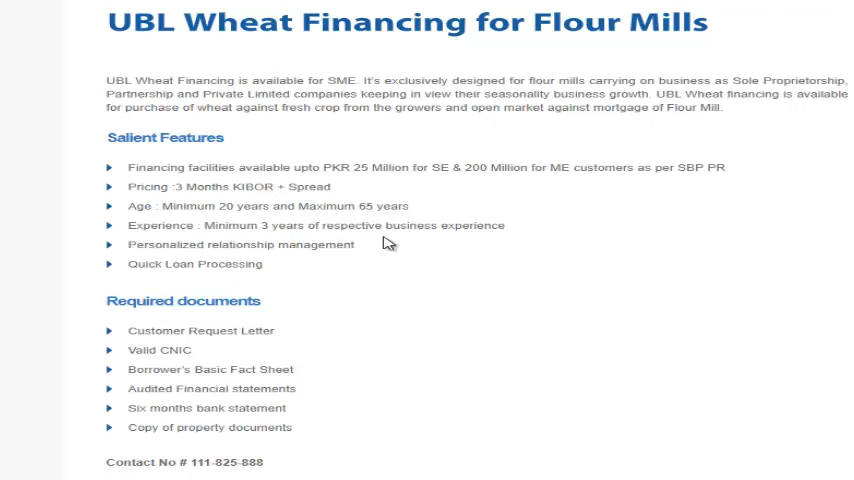 UBL Wheat Financing for Flour Mills
UBL Wheat Financing is available for SME. It's exclusively designed for flour mills carrying on business as Sole Proprietorship,
Partnership and Private Limited companies keeping in view their seasonality business growth. UBL Wheat financing is available
for purchase of wheat against fresh crop from the growers and open market against mortgage of Flour Mill.
Salient Features
Financing facilities available upto PKR 25 Million for SE & 200 Million for ME customers as per SBP PR
Pricing :3 Months KIBOR + Spread
Age : Minimum 20 years and Maximum 65 years
Experience : Minimum 3 years of respective business experience
Personalized relationship management
Quick Loan Processing
Required documents
Customer Request Letter
Valid CNIC
Borrower's Basic Fact Sheet
Audited Financial statements
Six months bank statement
Copy of property documents
Contact No # 111-825-888